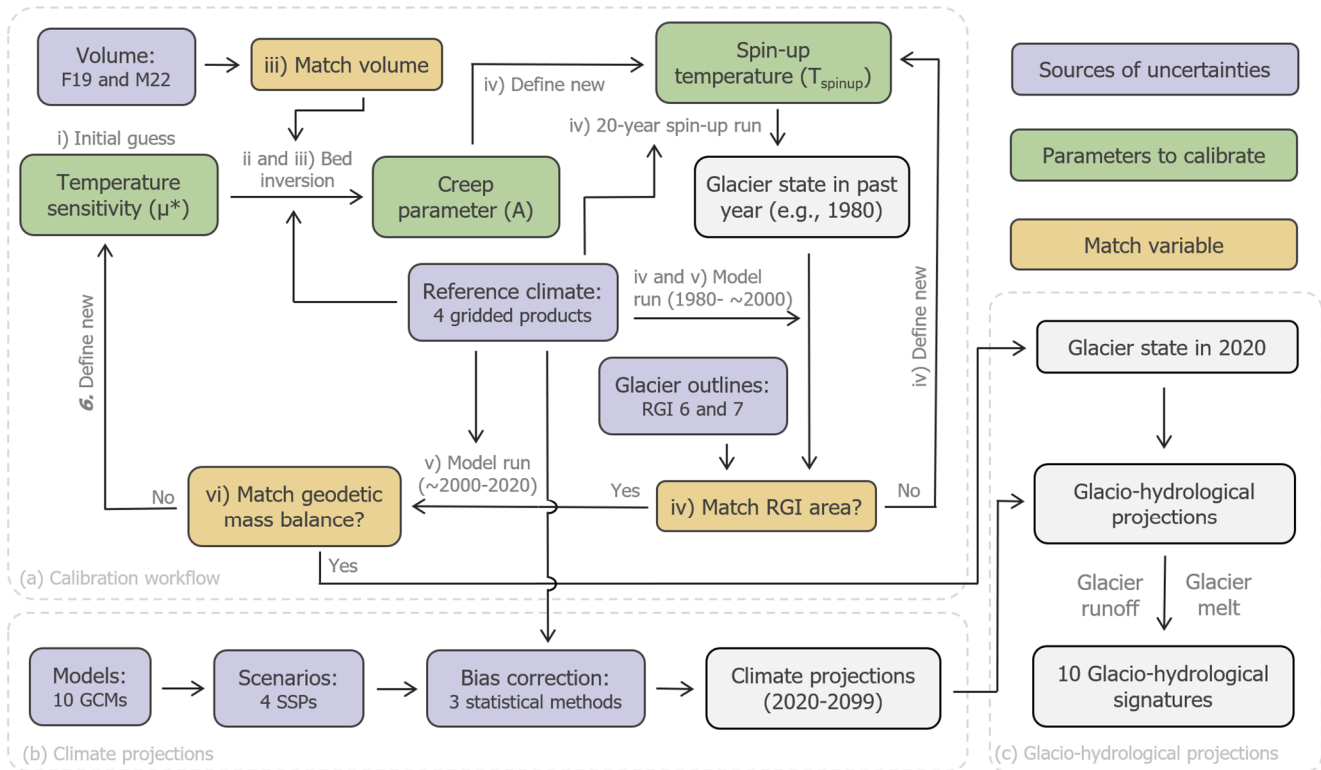 Volume:
F19 and M22
iii) Match volume
Spin-up
temperature (Tspinup)
iv) Define new
iv) 20-year spin-up run
i) Initial guess
Temperature
sensitivity (μ*)
ii and iii) Bed
inversion
Creep
parameter (A)
Glacier state in past
year (e.g., 1980)
Reference climate:
4 gridded products
iv and v) Model
run (1980- ~2000)
Glacier outlines:
RGI 6 and 7
iv) Define new
6. Define new
v) Model run
(~2000-2020)
No
vi) Match geodetic
mass balance?
Yes
iv) Match RGI area?
No
Yes
(a) Calibration workflow
Sources of uncertainties
Parameters to calibrate
Match variable
Glacier state in 2020
Glacio-hydrological
projections
Glacier
runoff
Glacier
melt
10 Glacio-hydrological
signatures
(c) Glacio-hydrological projections
Models:
10 GCMs
Scenarios:
4 SSPs
Bias correction:
3 statistical methods
Climate projections
(2020-2099)
(b) Climate projections